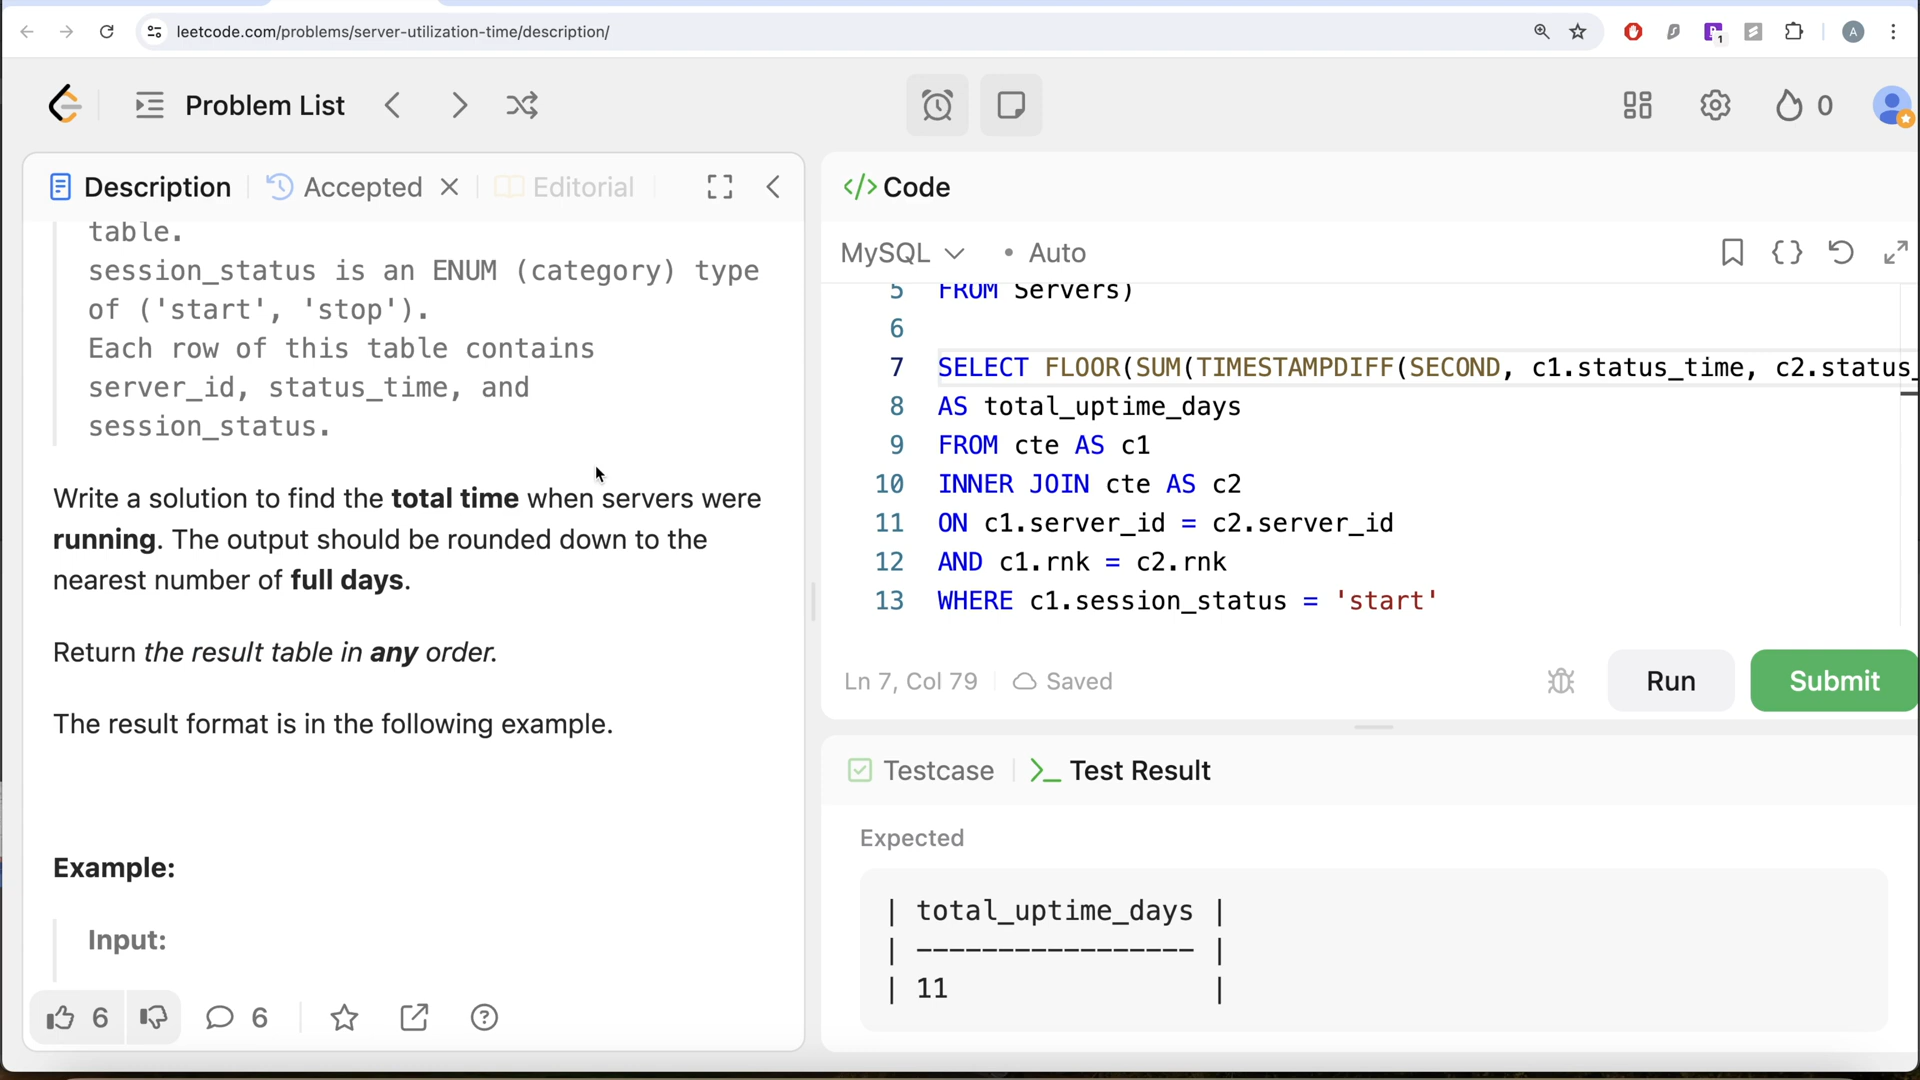 leetcode.com/problems/server-utilization-time/description/
1
A
Problem List
0
Description
Accepted
Editorial
table.
session_status is an ENUM (category) type
of ('start', 'stop').
Each row of this table contains
server_id, status_time, and
session_status.
Write a solution to find the total time when servers were
running. The output should be rounded down to the
nearest number of full days.
Return the result table in any order.
The result format is in the following example.
Example:
Input:
6
6
</> Code
MySQL
• Auto
5 FROM Servers)
6
7 SELECT FLOOR(SUM(TIMESTAMPDIFF(SECOND, c1.status_time, c2.status_
8 AS total_uptime_days
9 FROM cte AS c1
10 INNER JOIN cte AS c2
11 ON c1.server_id = c2.server_id
12 AND c1.rnk = c2.rnk
13 WHERE c1.session_status = 'start'
Ln 7, Col 79
Saved
Run
Submit
Testcase
Test Result
Expected
| total_uptime_days |
| ----------------- |
| 11 |